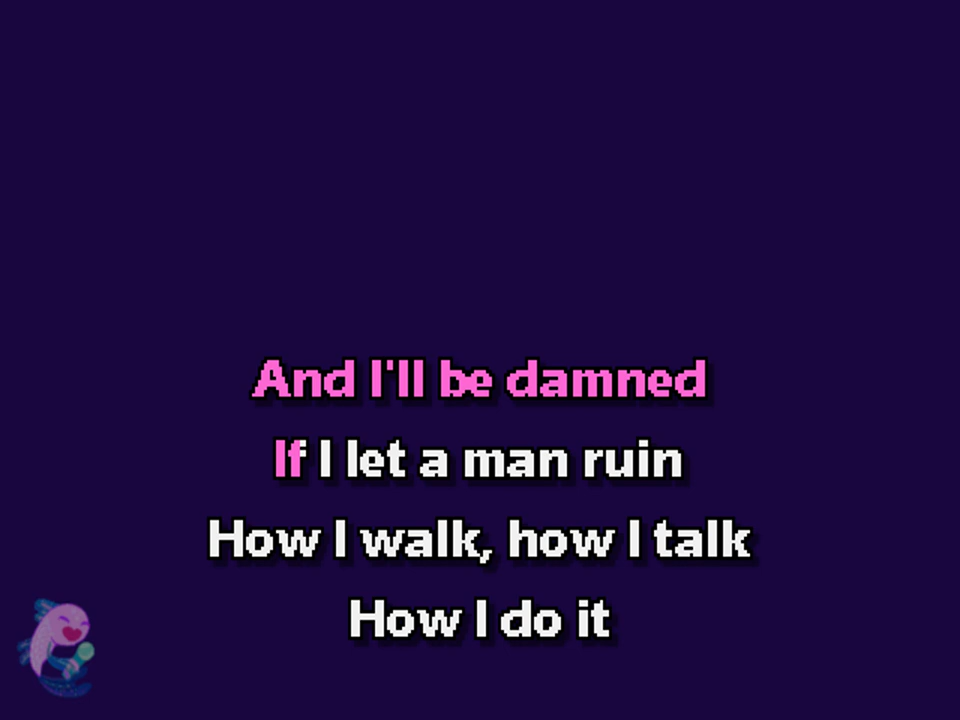 And I'll be damned
If I let a man ruin
How I walk, how I talk
How I do it